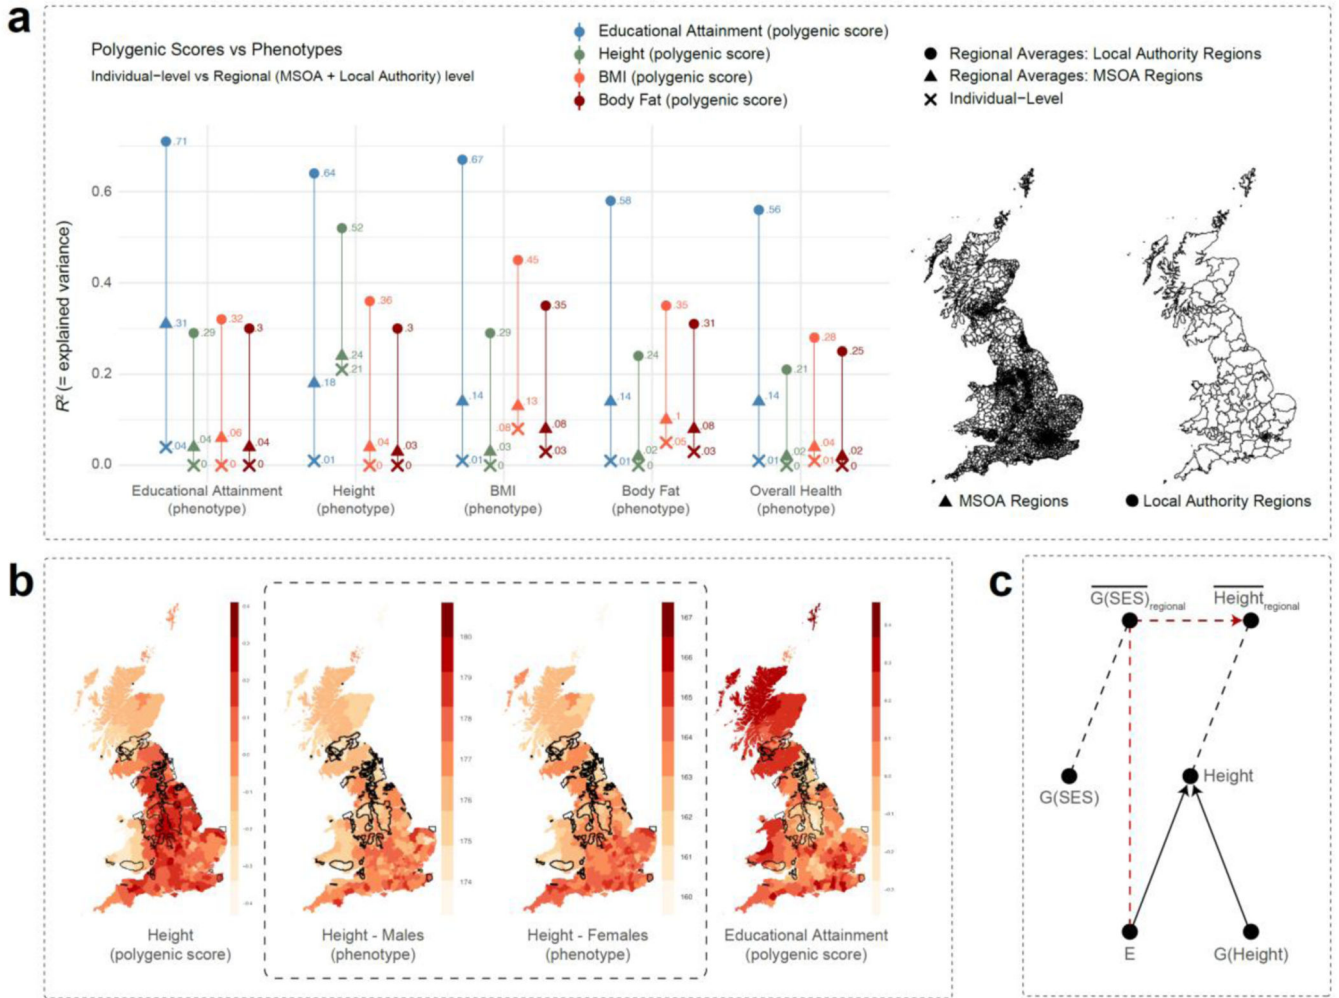 a
Polygenic Scores vs Phenotypes
Individual−level vs Regional (MSOA + Local Authority) level
Educational Attainment (polygenic score)
Height (polygenic score)
BMI (polygenic score)
Body Fat (polygenic score)
Regional Averages: Local Authority Regions
Regional Averages: MSOA Regions
Individual−Level
R² (= explained variance)
0.6
0.4
0.2
0.0
.71
.31
.04
.29
.04
0
.32
.06
0
.3
.04
0
.64
.18
.01
.52
.24
.21
.36
.04
0
.3
.03
0
.67
.14
.01
.29
.03
0
.45
.13
.08
.35
.08
.03
.58
.14
.01
.24
.02
0
.35
.1
.05
.31
.08
.03
.56
.14
.01
.21
.02
0
.28
.04
.01
.25
.02
0
Educational Attainment
(phenotype)
Height
(phenotype)
BMI
(phenotype)
Body Fat
(phenotype)
Overall Health
(phenotype)
MSOA Regions
Local Authority Regions
b
180
179
178
177
176
175
174
167
166
165
164
163
162
161
160
Height
(polygenic score)
Height - Males
(phenotype)
Height - Females
(phenotype)
Educational Attainment
(polygenic score)
c
G(SES)regional
Heightregional
G(SES)
Height
E
G(Height)